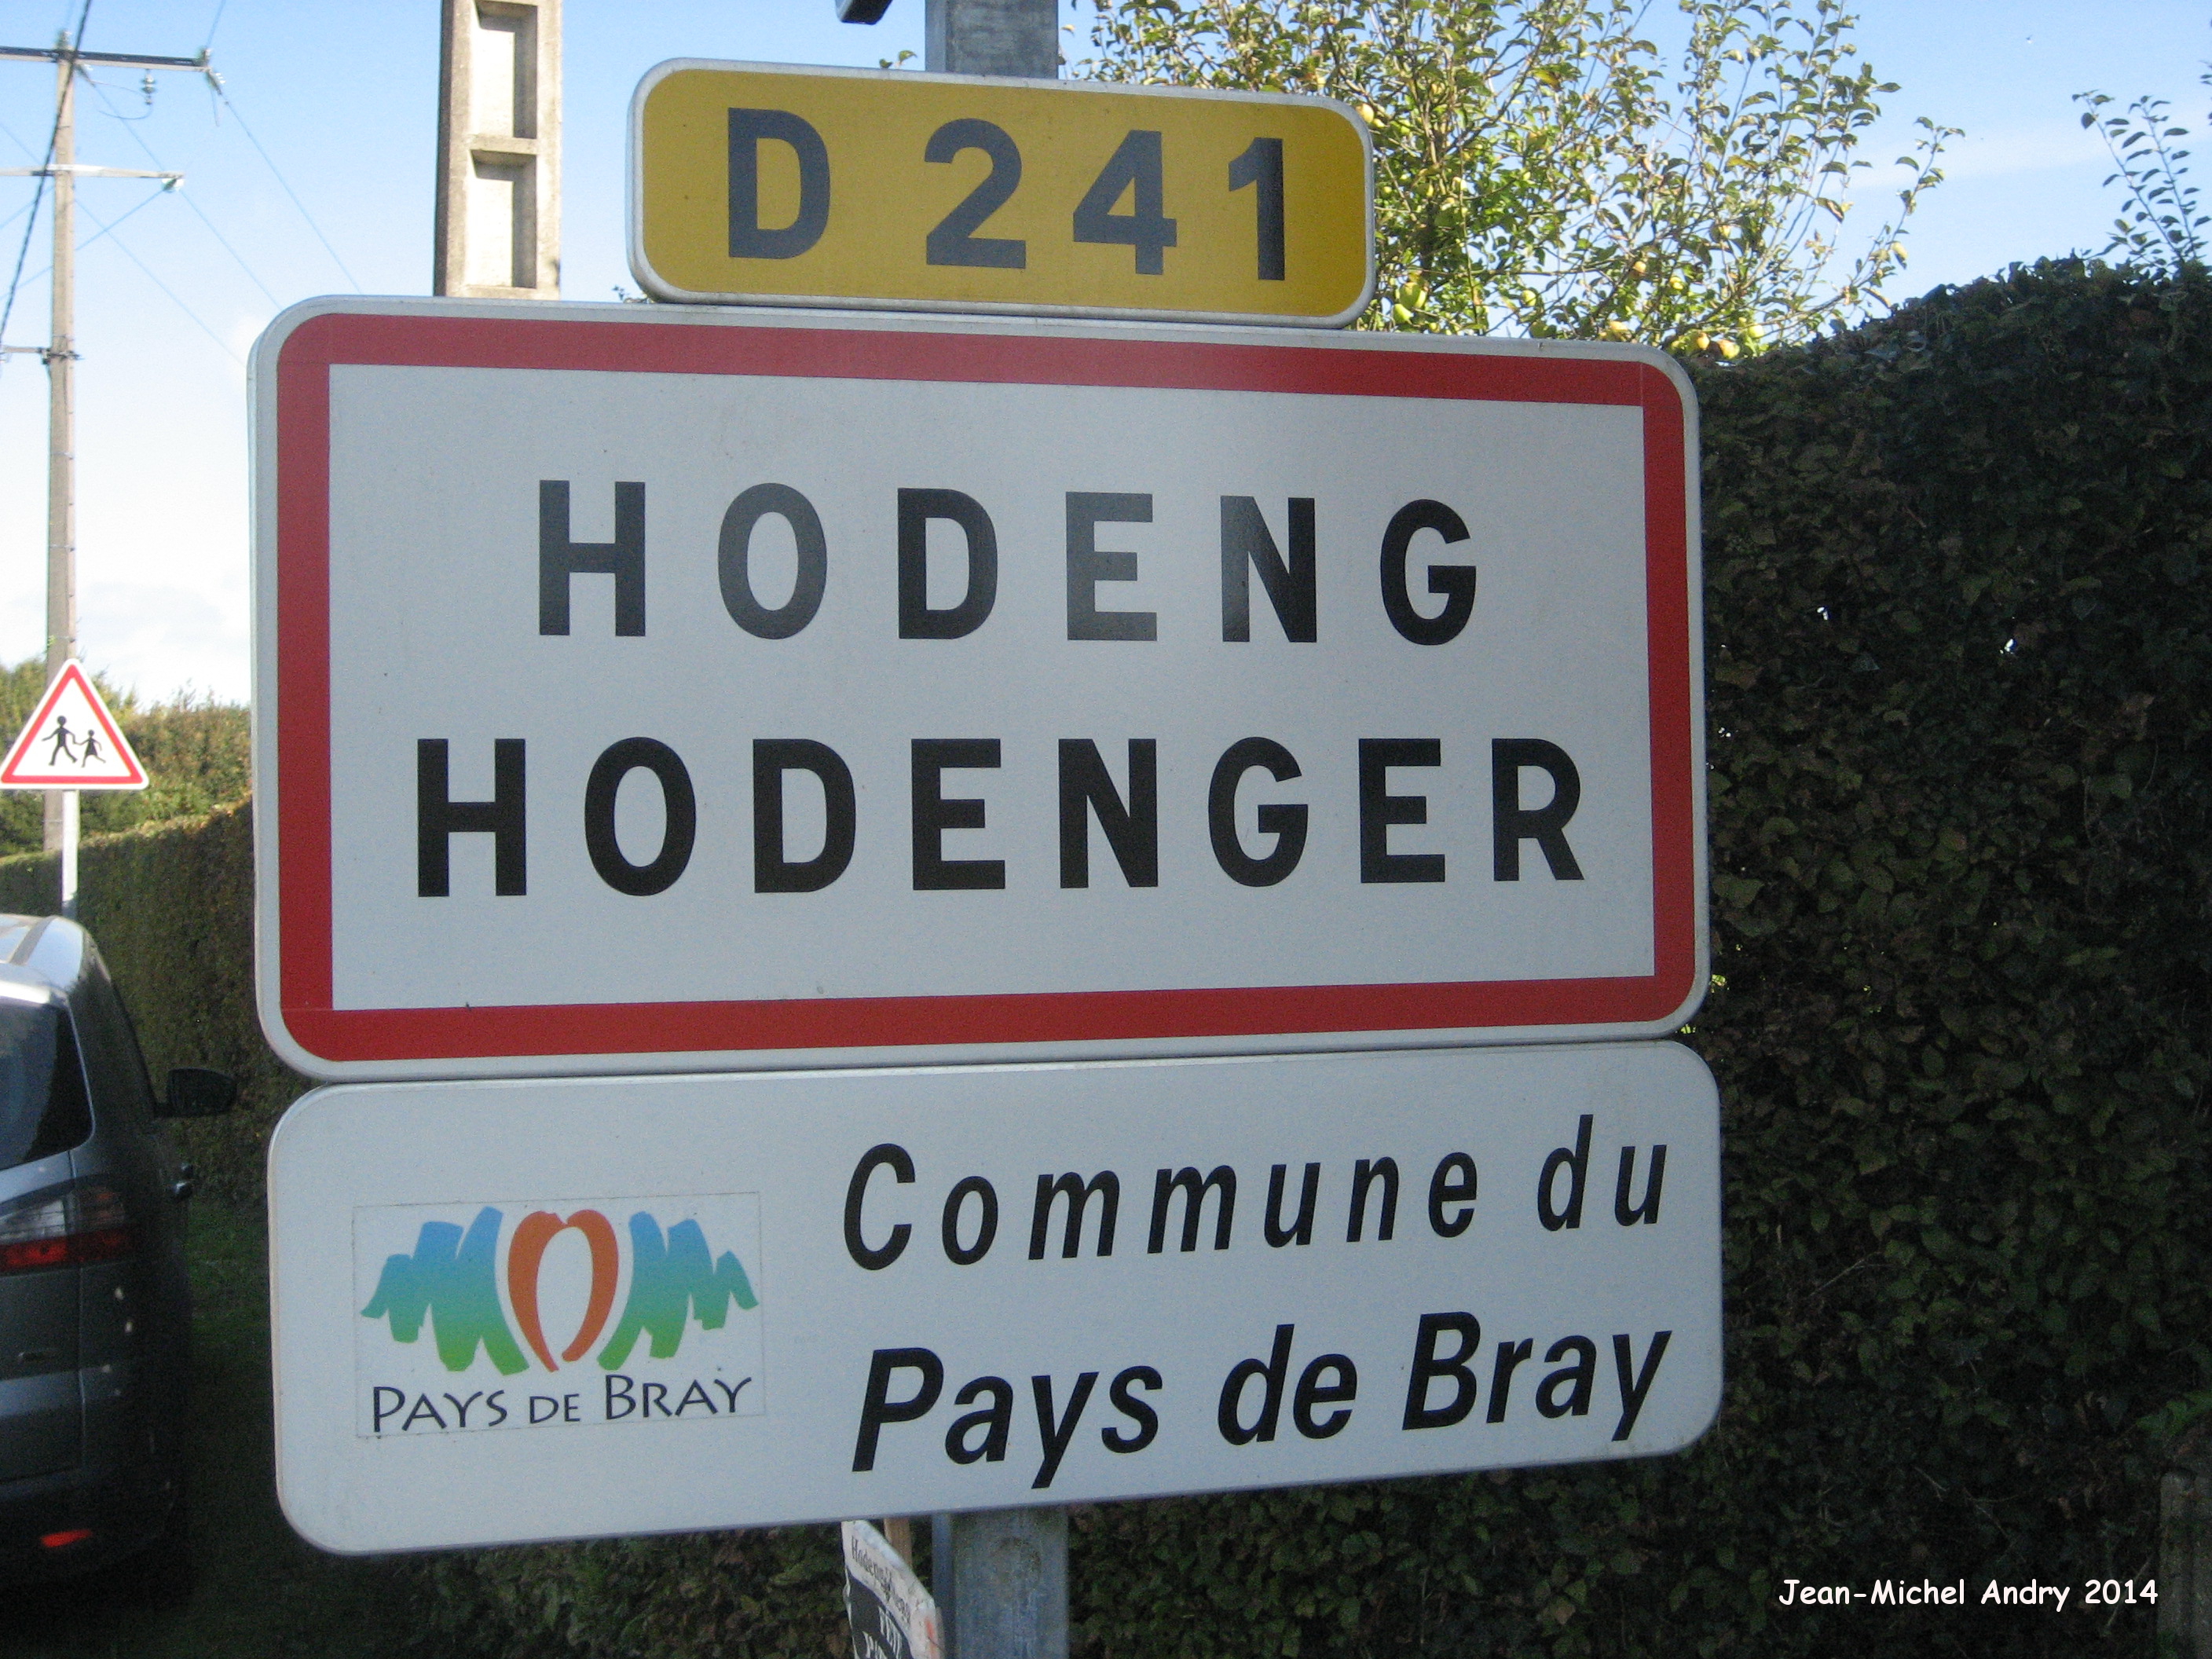 D 241
HODENG
HODENGER
Commune du
Pays de Bray
PAYS DE BRAY
Jean-Michel Andry 2014